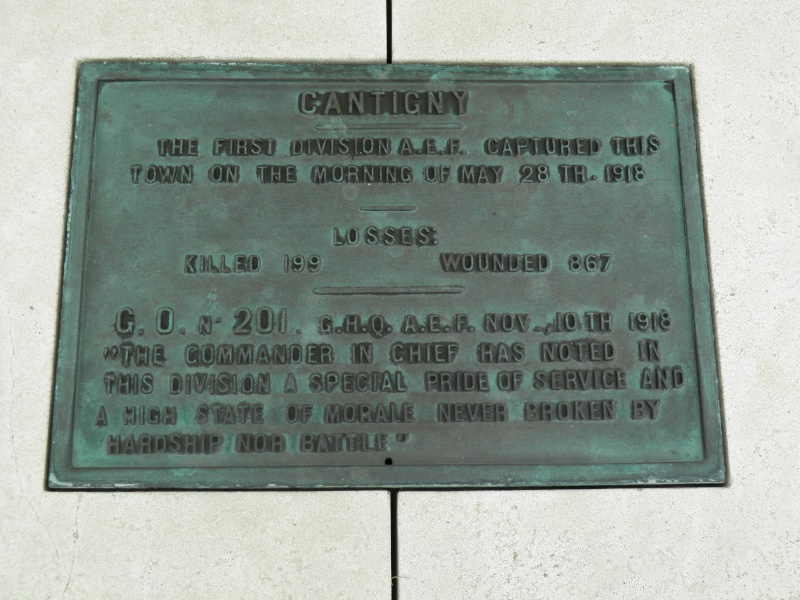 CANTIGNY
THE FIRST DIVISION A.E.F. CAPTURED THIS
TOWN ON THE MORNING OF MAY 28 TH. 1918
LOSSES:
KILLED 199 WOUNDED 867
G. O. N· 201. G.H.Q. A.E.F. NOV., 10 TH 1918
"THE COMMANDER IN CHIEF HAS NOTED IN
THIS DIVISION A SPECIAL PRIDE OF SERVICE AND
A HIGH STATE OF MORALE NEVER BROKEN BY
HARDSHIP NOR BATTLE"